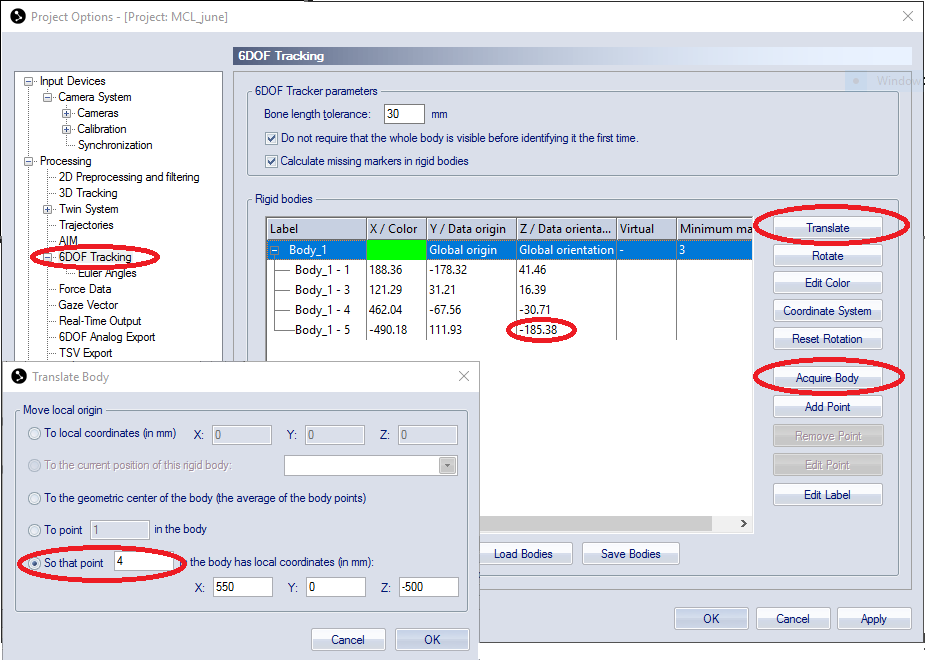 Project Options - [Project: MCL_june]
6DOF Tracking
Window
Input Devices
Camera System
Cameras
Calibration
Synchronization
Processing
2D Preprocessing and filtering
3D Tracking
Twin System
Trajectories
AIM
6DOF Tracking
Euler Angles
Force Data
Gaze Vector
Real-Time Output
6DOF Analog Export
TSV Export
6DOF Tracker parameters
Bone length tolerance: 30 mm
Do not require that the whole body is visible before identifying it the first time.
Calculate missing markers in rigid bodies
Rigid bodies
Label X / Color Y / Data origin Z / Data orienta... Virtual Minimum ma
Body_1 Global origin Global orientation - 3
Body_1 - 1 188.36 -178.32 41.46
Body_1 - 3 121.29 31.21 16.39
Body_1 - 4 462.04 -67.56 -30.71
Body_1 - 5 -490.18 111.93 -185.38
Translate
Rotate
Edit Color
Coordinate System
Reset Rotation
Acquire Body
Add Point
Remove Point
Edit Point
Edit Label
Load Bodies Save Bodies
OK Cancel Apply
Translate Body
Move local origin
To local coordinates (in mm) X: 0 Y: 0 Z: 0
To the current position of this rigid body:
To the geometric center of the body (the average of the body points)
To point 1 in the body
So that point 4 the body has local coordinates (in mm):
X: 550 Y: 0 Z: -500
Cancel OK